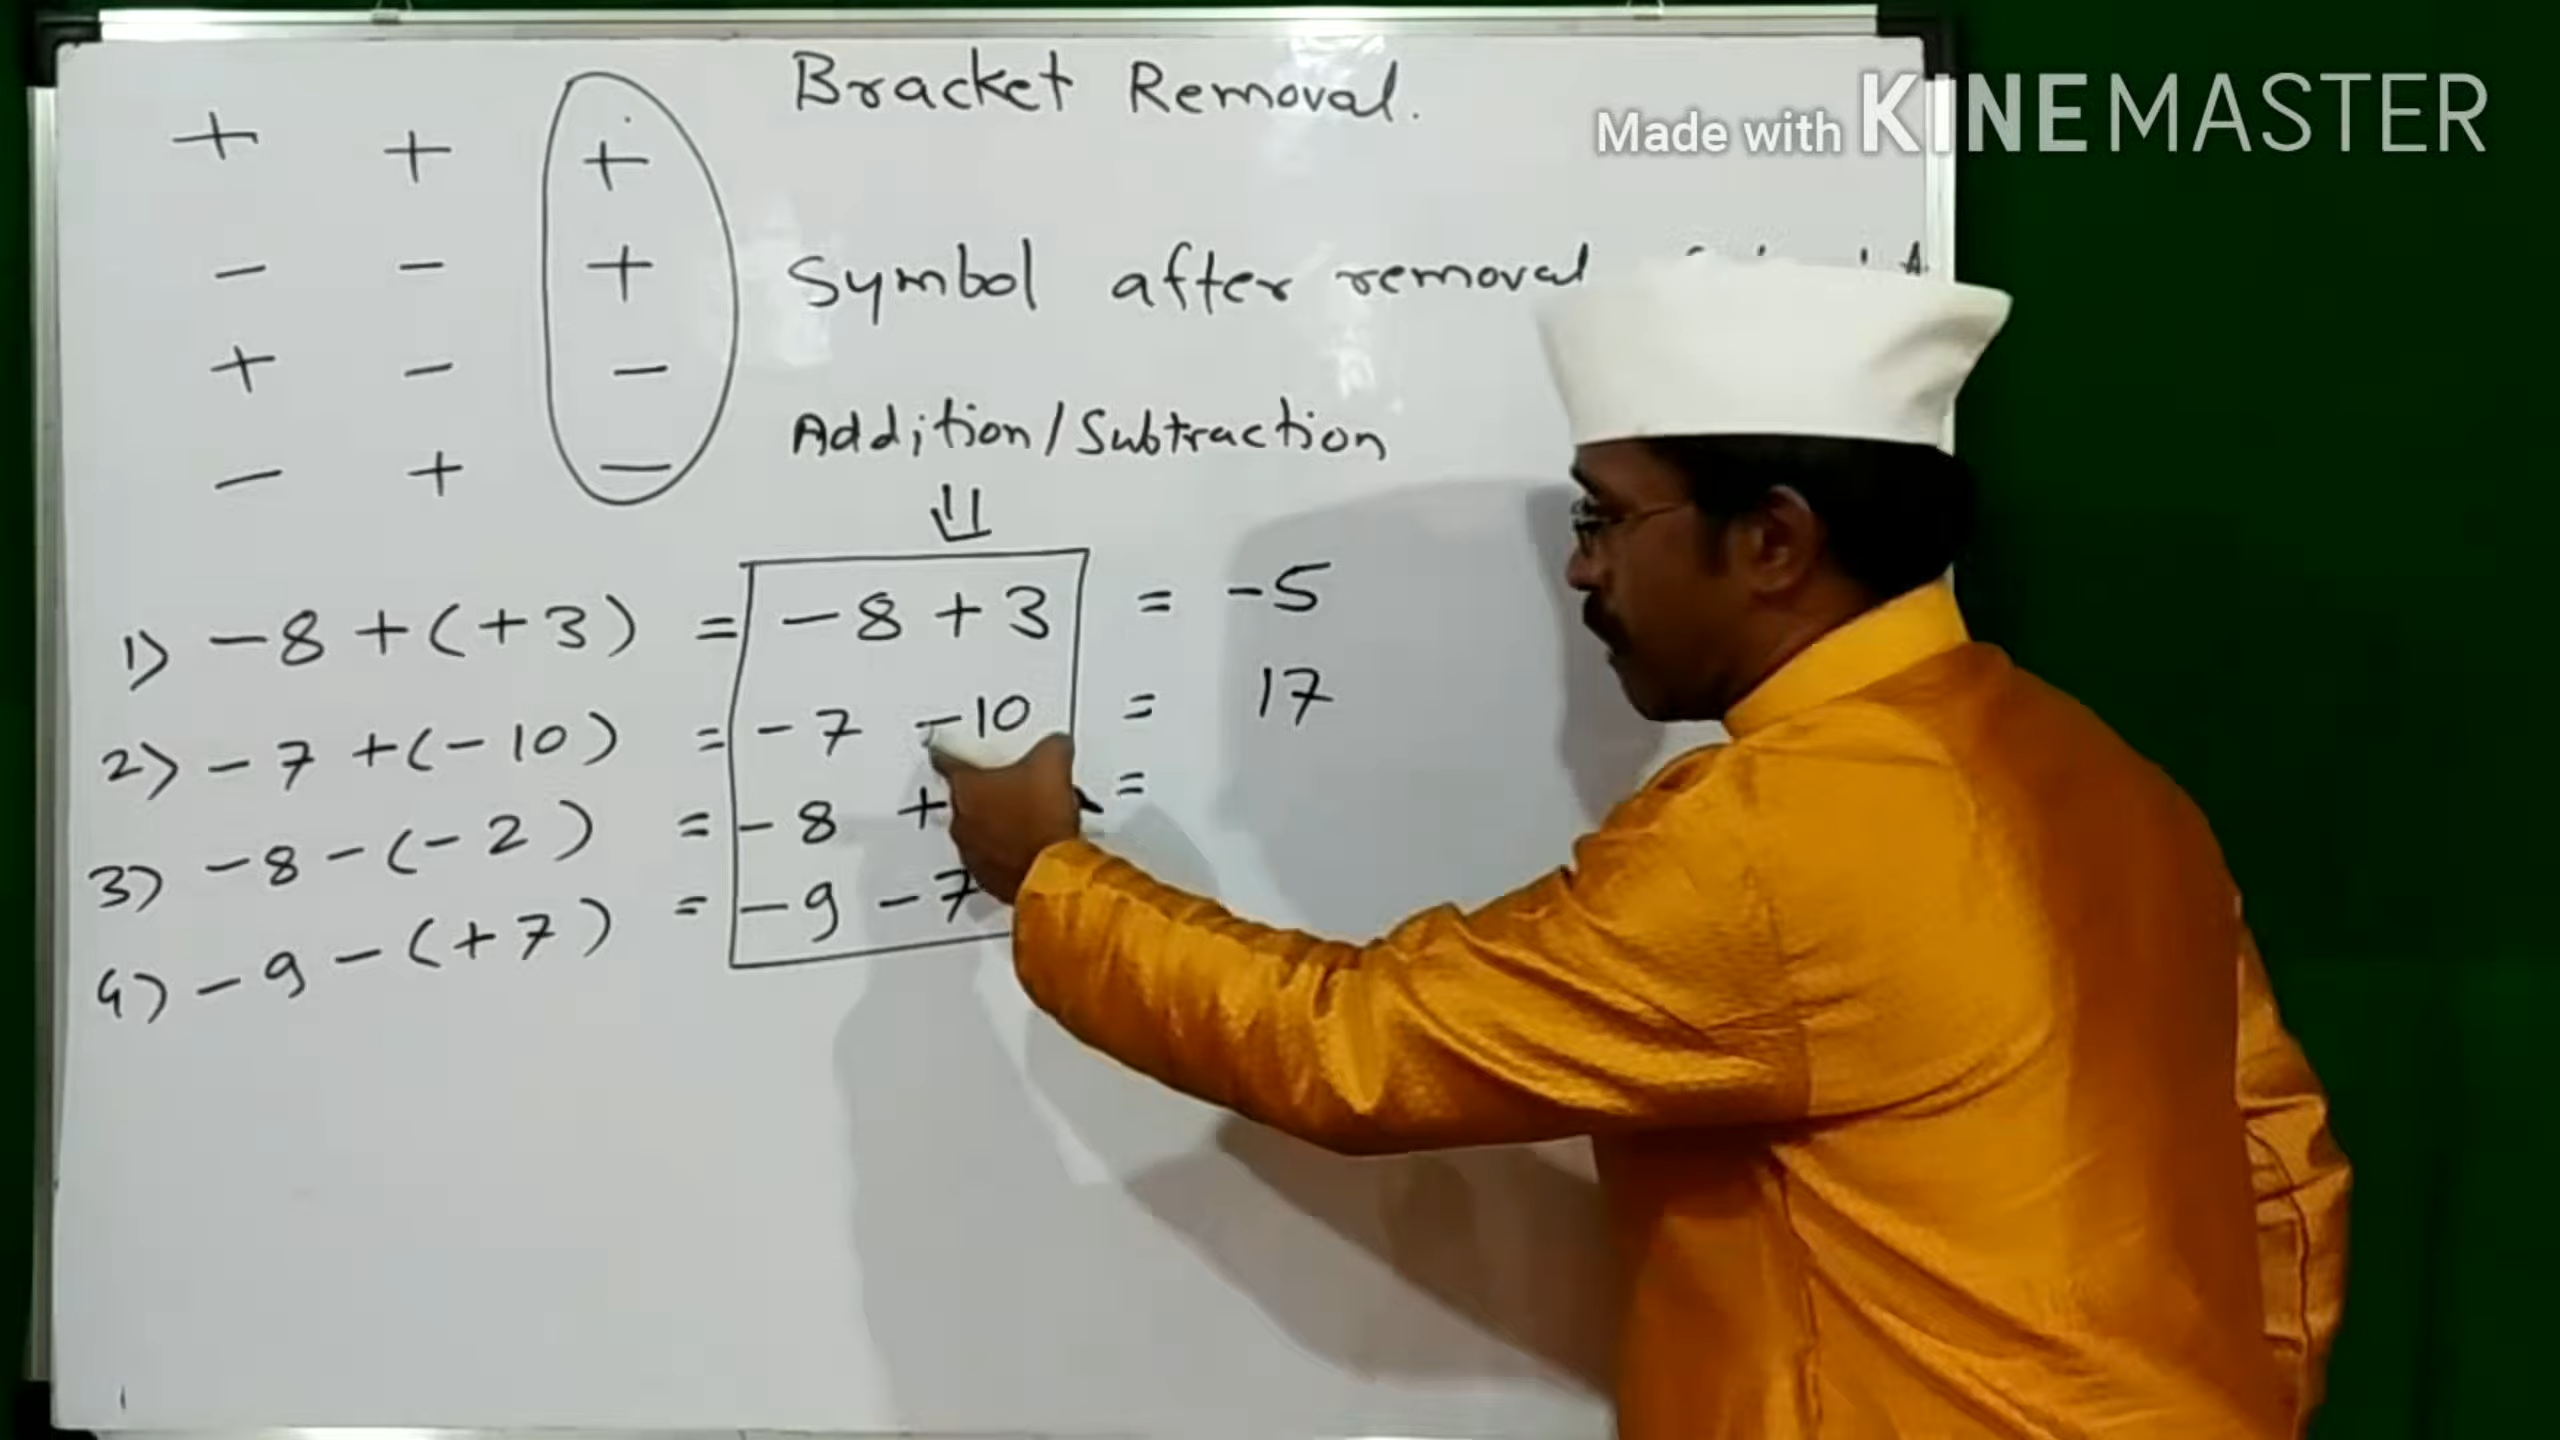 Bracket Removal.
Made with KINEMASTER
+ + +
- - +
+ - -
- + -
Symbol after removal
Addition/Subtraction
1) -8 +(+3) = -8 +3 = -5
2) -7 +(-10) = -7 -10 = 17
3) -8 -(-2) = -8 + =
4) -9 -(+7) = -9 -7